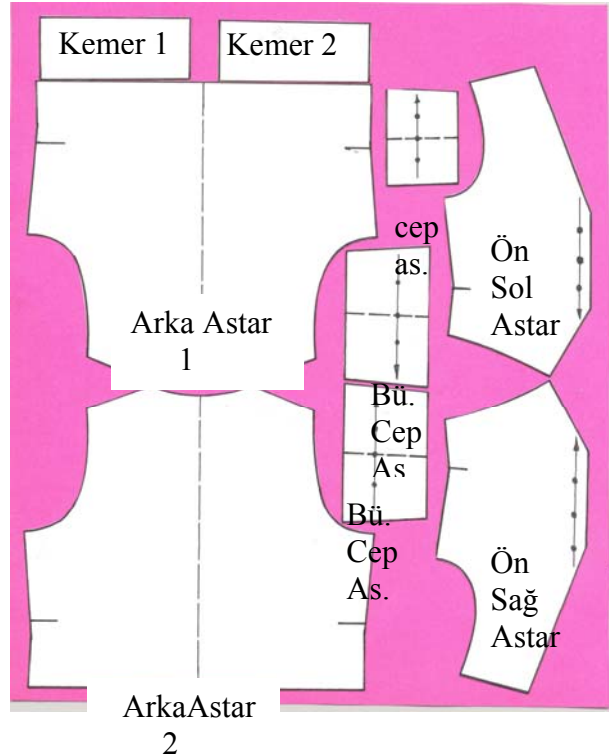 Kemer 1
Kemer 2
cep
as.
Ön
Sol
Astar
Arka Astar
1
Bü.
Cep
As
Bü.
Cep
As.
Ön
Sağ
Astar
ArkaAstar
2